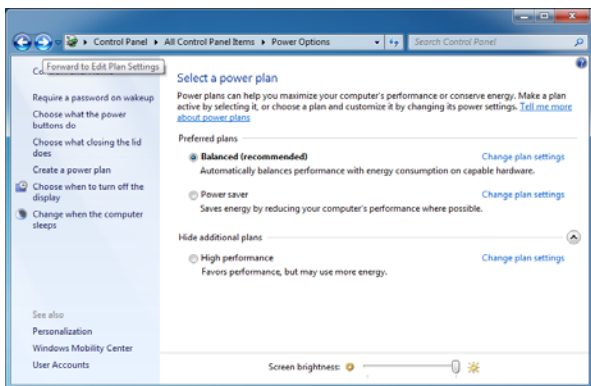 Control Panel ▸ All Control Panel Items ▸ Power Options
Search Control Panel
Forward to Edit Plan Settings
Require a password on wakeup
Choose what the power
buttons do
Choose what closing the lid
does
Create a power plan
Choose when to turn off the
display
Change when the computer
sleeps
See also
Personalization
Windows Mobility Center
User Accounts
Select a power plan
Power plans can help you maximize your computer's performance or conserve energy. Make a plan
active by selecting it, or choose a plan and customize it by changing its power settings. Tell me more
about power plans
Preferred plans
Balanced (recommended) Change plan settings
Automatically balances performance with energy consumption on capable hardware.
Power saver Change plan settings
Saves energy by reducing your computer's performance where possible.
Hide additional plans
High performance Change plan settings
Favors performance, but may use more energy.
Screen brightness: